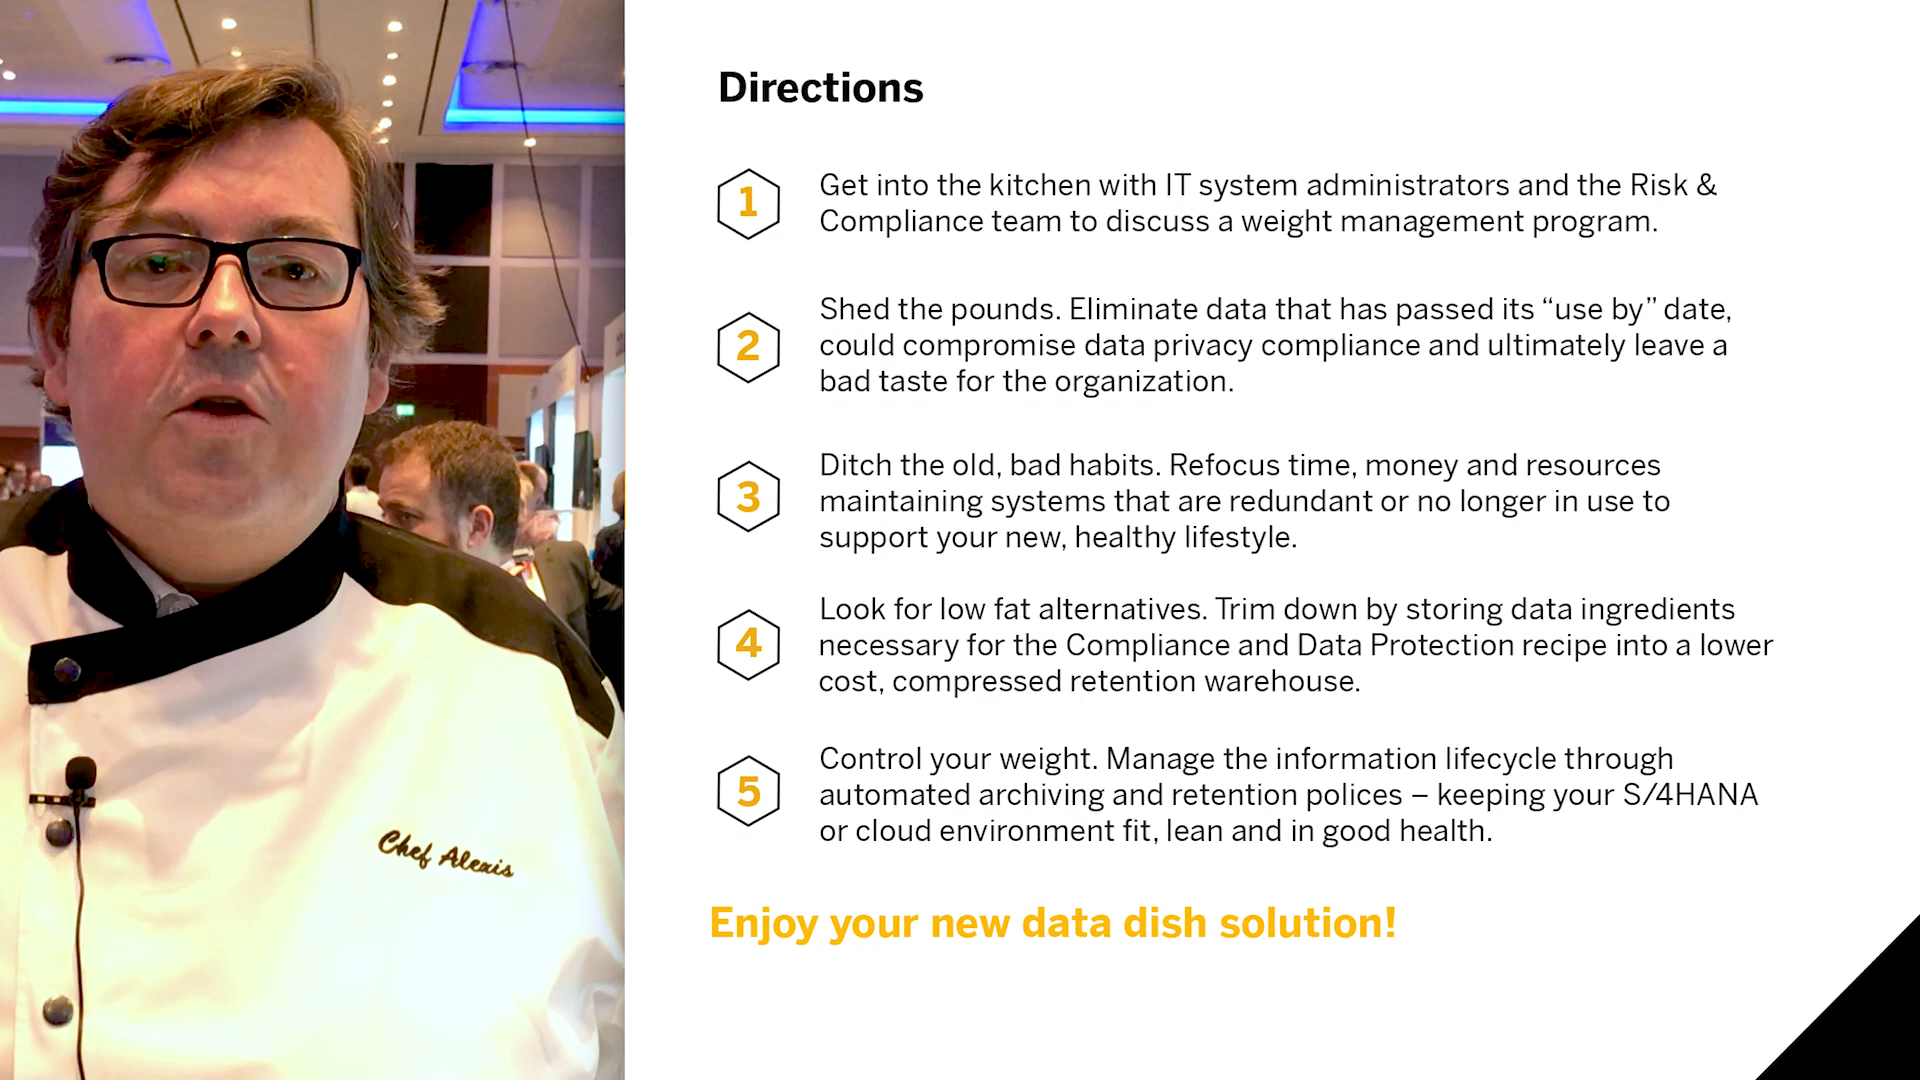 Directions
1
Get into the kitchen with IT system administrators and the Risk &
Compliance team to discuss a weight management program.
2
Shed the pounds. Eliminate data that has passed its “use by” date,
could compromise data privacy compliance and ultimately leave a
bad taste for the organization.
3
Ditch the old, bad habits. Refocus time, money and resources
maintaining systems that are redundant or no longer in use to
support your new, healthy lifestyle.
4
Look for low fat alternatives. Trim down by storing data ingredients
necessary for the Compliance and Data Protection recipe into a lower
cost, compressed retention warehouse.
5
Control your weight. Manage the information lifecycle through
automated archiving and retention polices – keeping your S/4HANA
or cloud environment fit, lean and in good health.
Enjoy your new data dish solution!
Chef Alexis